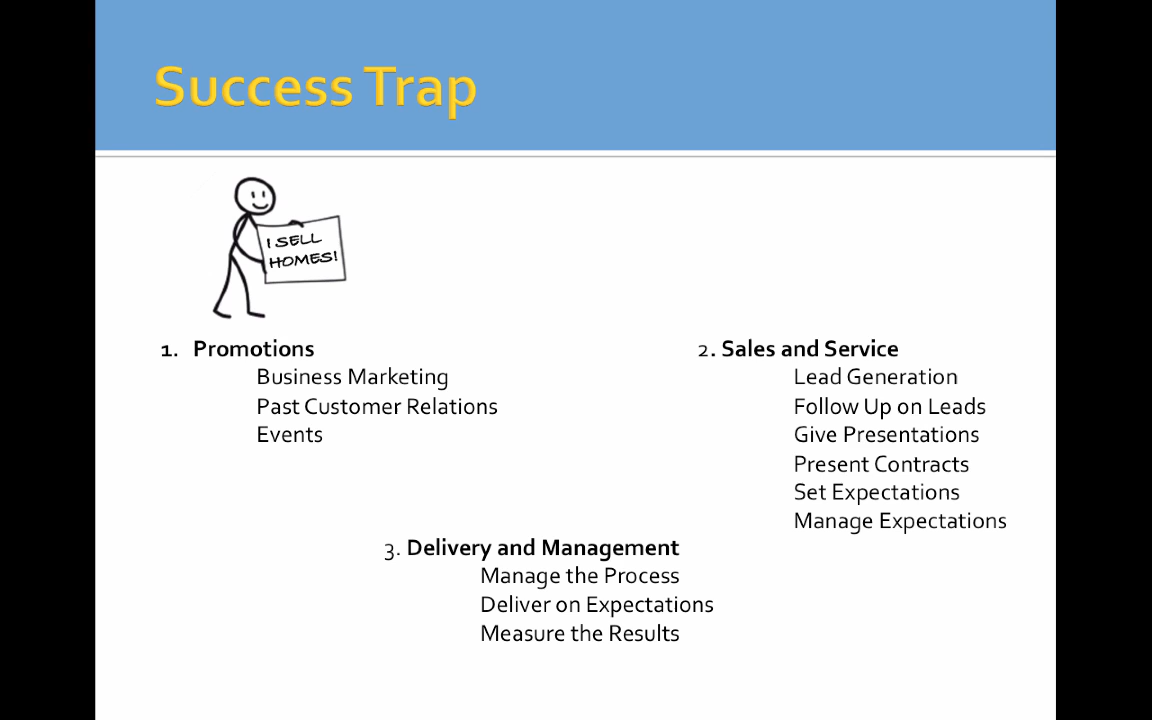 Success Trap
I SELL
HOMES!
1. Promotions
Business Marketing
Past Customer Relations
Events
2. Sales and Service
Lead Generation
Follow Up on Leads
Give Presentations
Present Contracts
Set Expectations
Manage Expectations
3. Delivery and Management
Manage the Process
Deliver on Expectations
Measure the Results